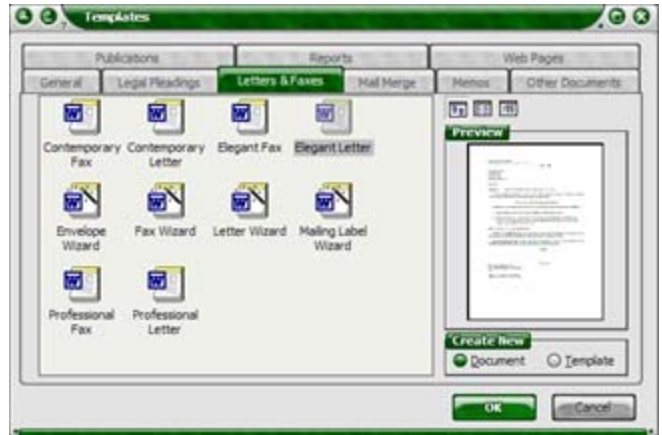 Templates
Publications Reports Web Pages
General Legal Pleadings Letters & Faxes Mail Merge Memos Other Documents
Contemporary Fax
Contemporary Letter
Elegant Fax
Elegant Letter
Envelope Wizard
Fax Wizard
Letter Wizard
Mailing Label Wizard
Professional Fax
Professional Letter
Preview
Create New
Document Template
OK Cancel